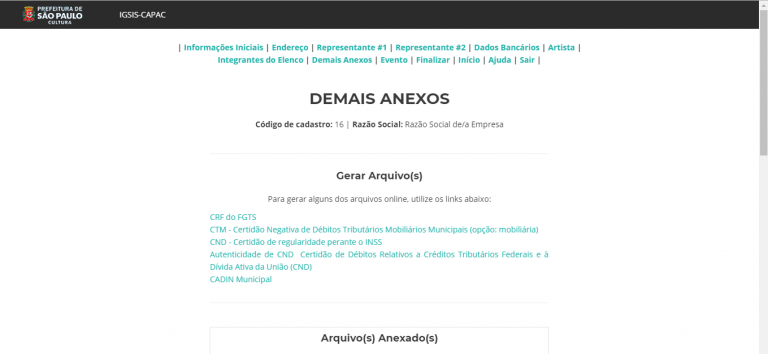 PREFEITURA DE
SÃO PAULO
CULTURA
IGSIS-CAPAC
| Informações Iniciais | Endereço | Representante #1 | Representante #2 | Dados Bancários | Artista |
Integrantes do Elenco | Demais Anexos | Evento | Finalizar | Início | Ajuda | Sair |
DEMAIS ANEXOS
Código de cadastro: 16 | Razão Social: Razão Social de/a Empresa
Gerar Arquivo(s)
Para gerar alguns dos arquivos online, utilize os links abaixo:
CRF do FGTS
CTM - Certidão Negativa de Débitos Tributários Mobiliários Municipais (opção: mobiliária)
CND - Certidão de regularidade perante o INSS
Autenticidade de CND Certidão de Débitos Relativos a Créditos Tributários Federais e à
Dívida Ativa da União (CND)
CADIN Municipal
Arquivo(s) Anexado(s)